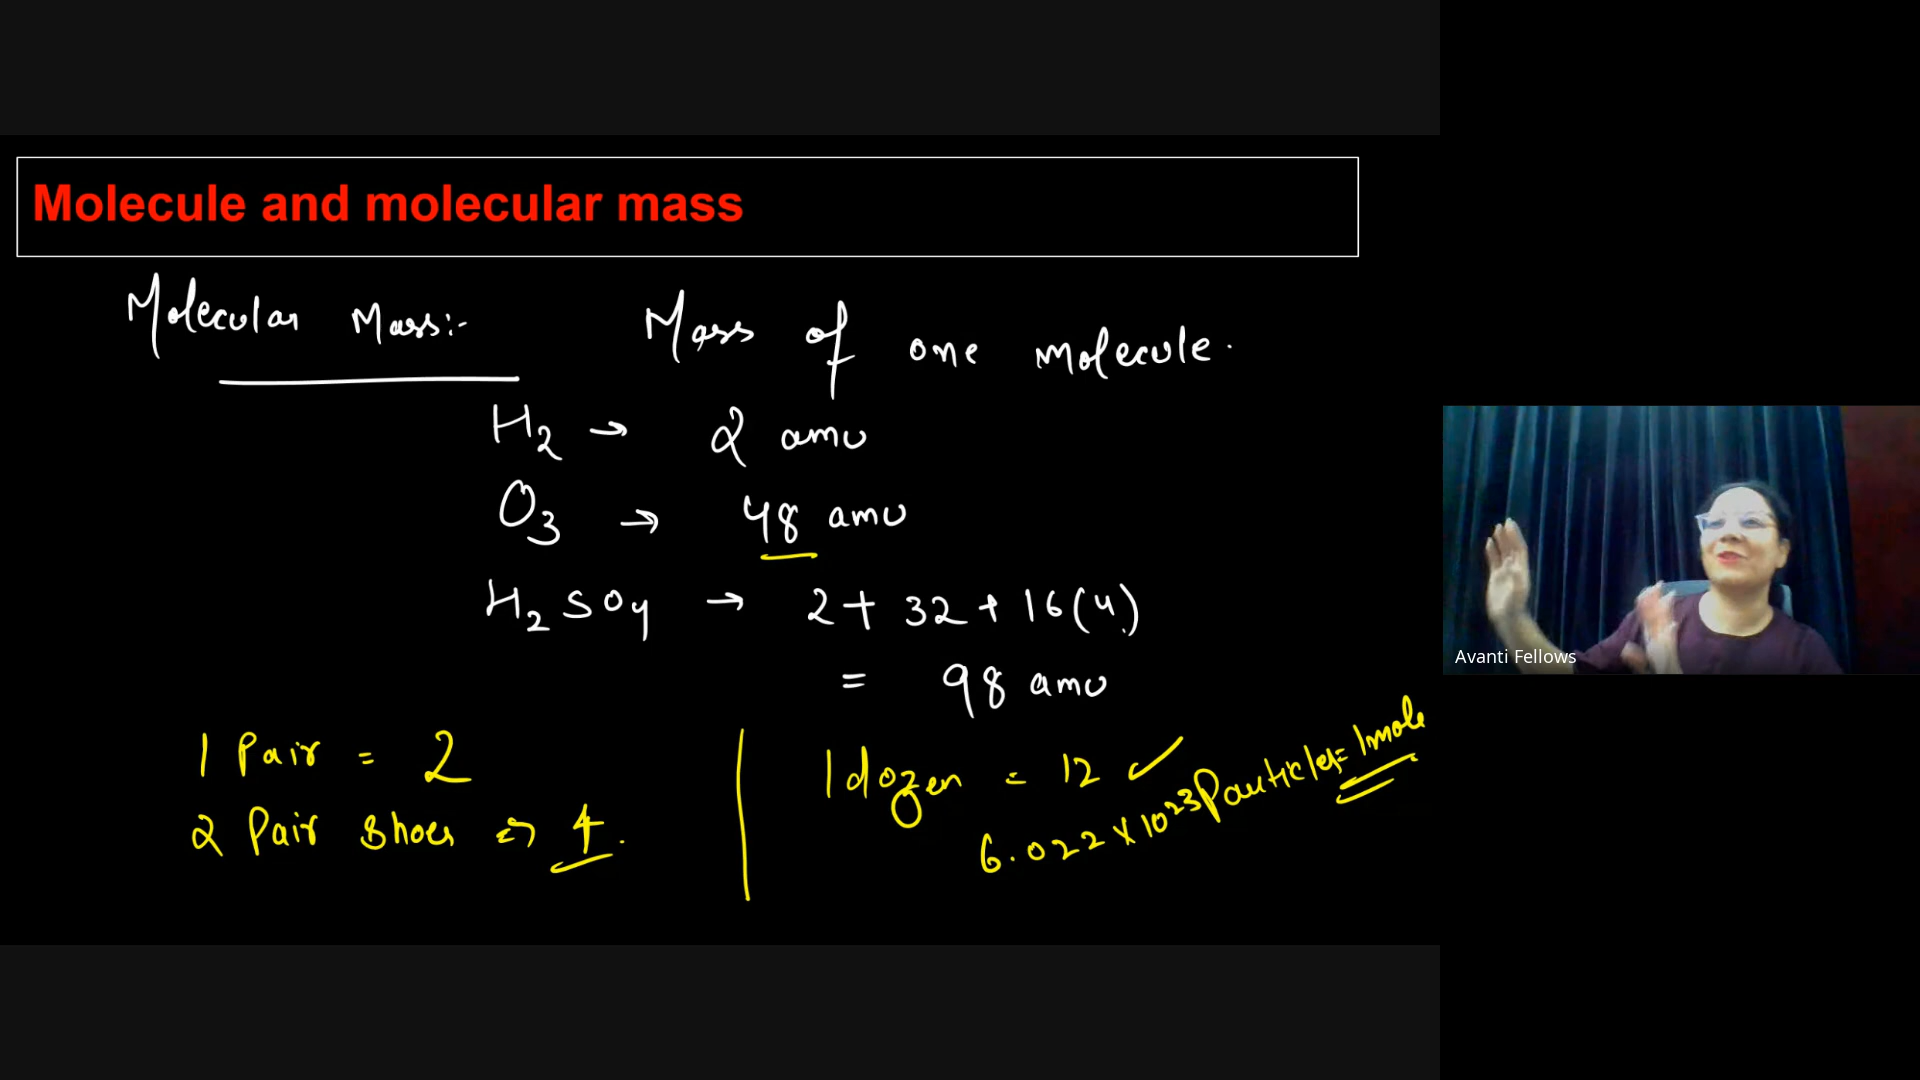 Molecule and molecular mass
Molecular Mass:- Mass of one molecule.
H₂ → 2 amu
O₃ → 48 amu
H₂SO₄ → 2 + 32 + 16(4)
= 98 amu
1 Pair = 2
2 Pair shoes => 4.
1 dozen = 12 ✓
6.022 x 10²³ Particles = 1 mole
Avanti Fellows